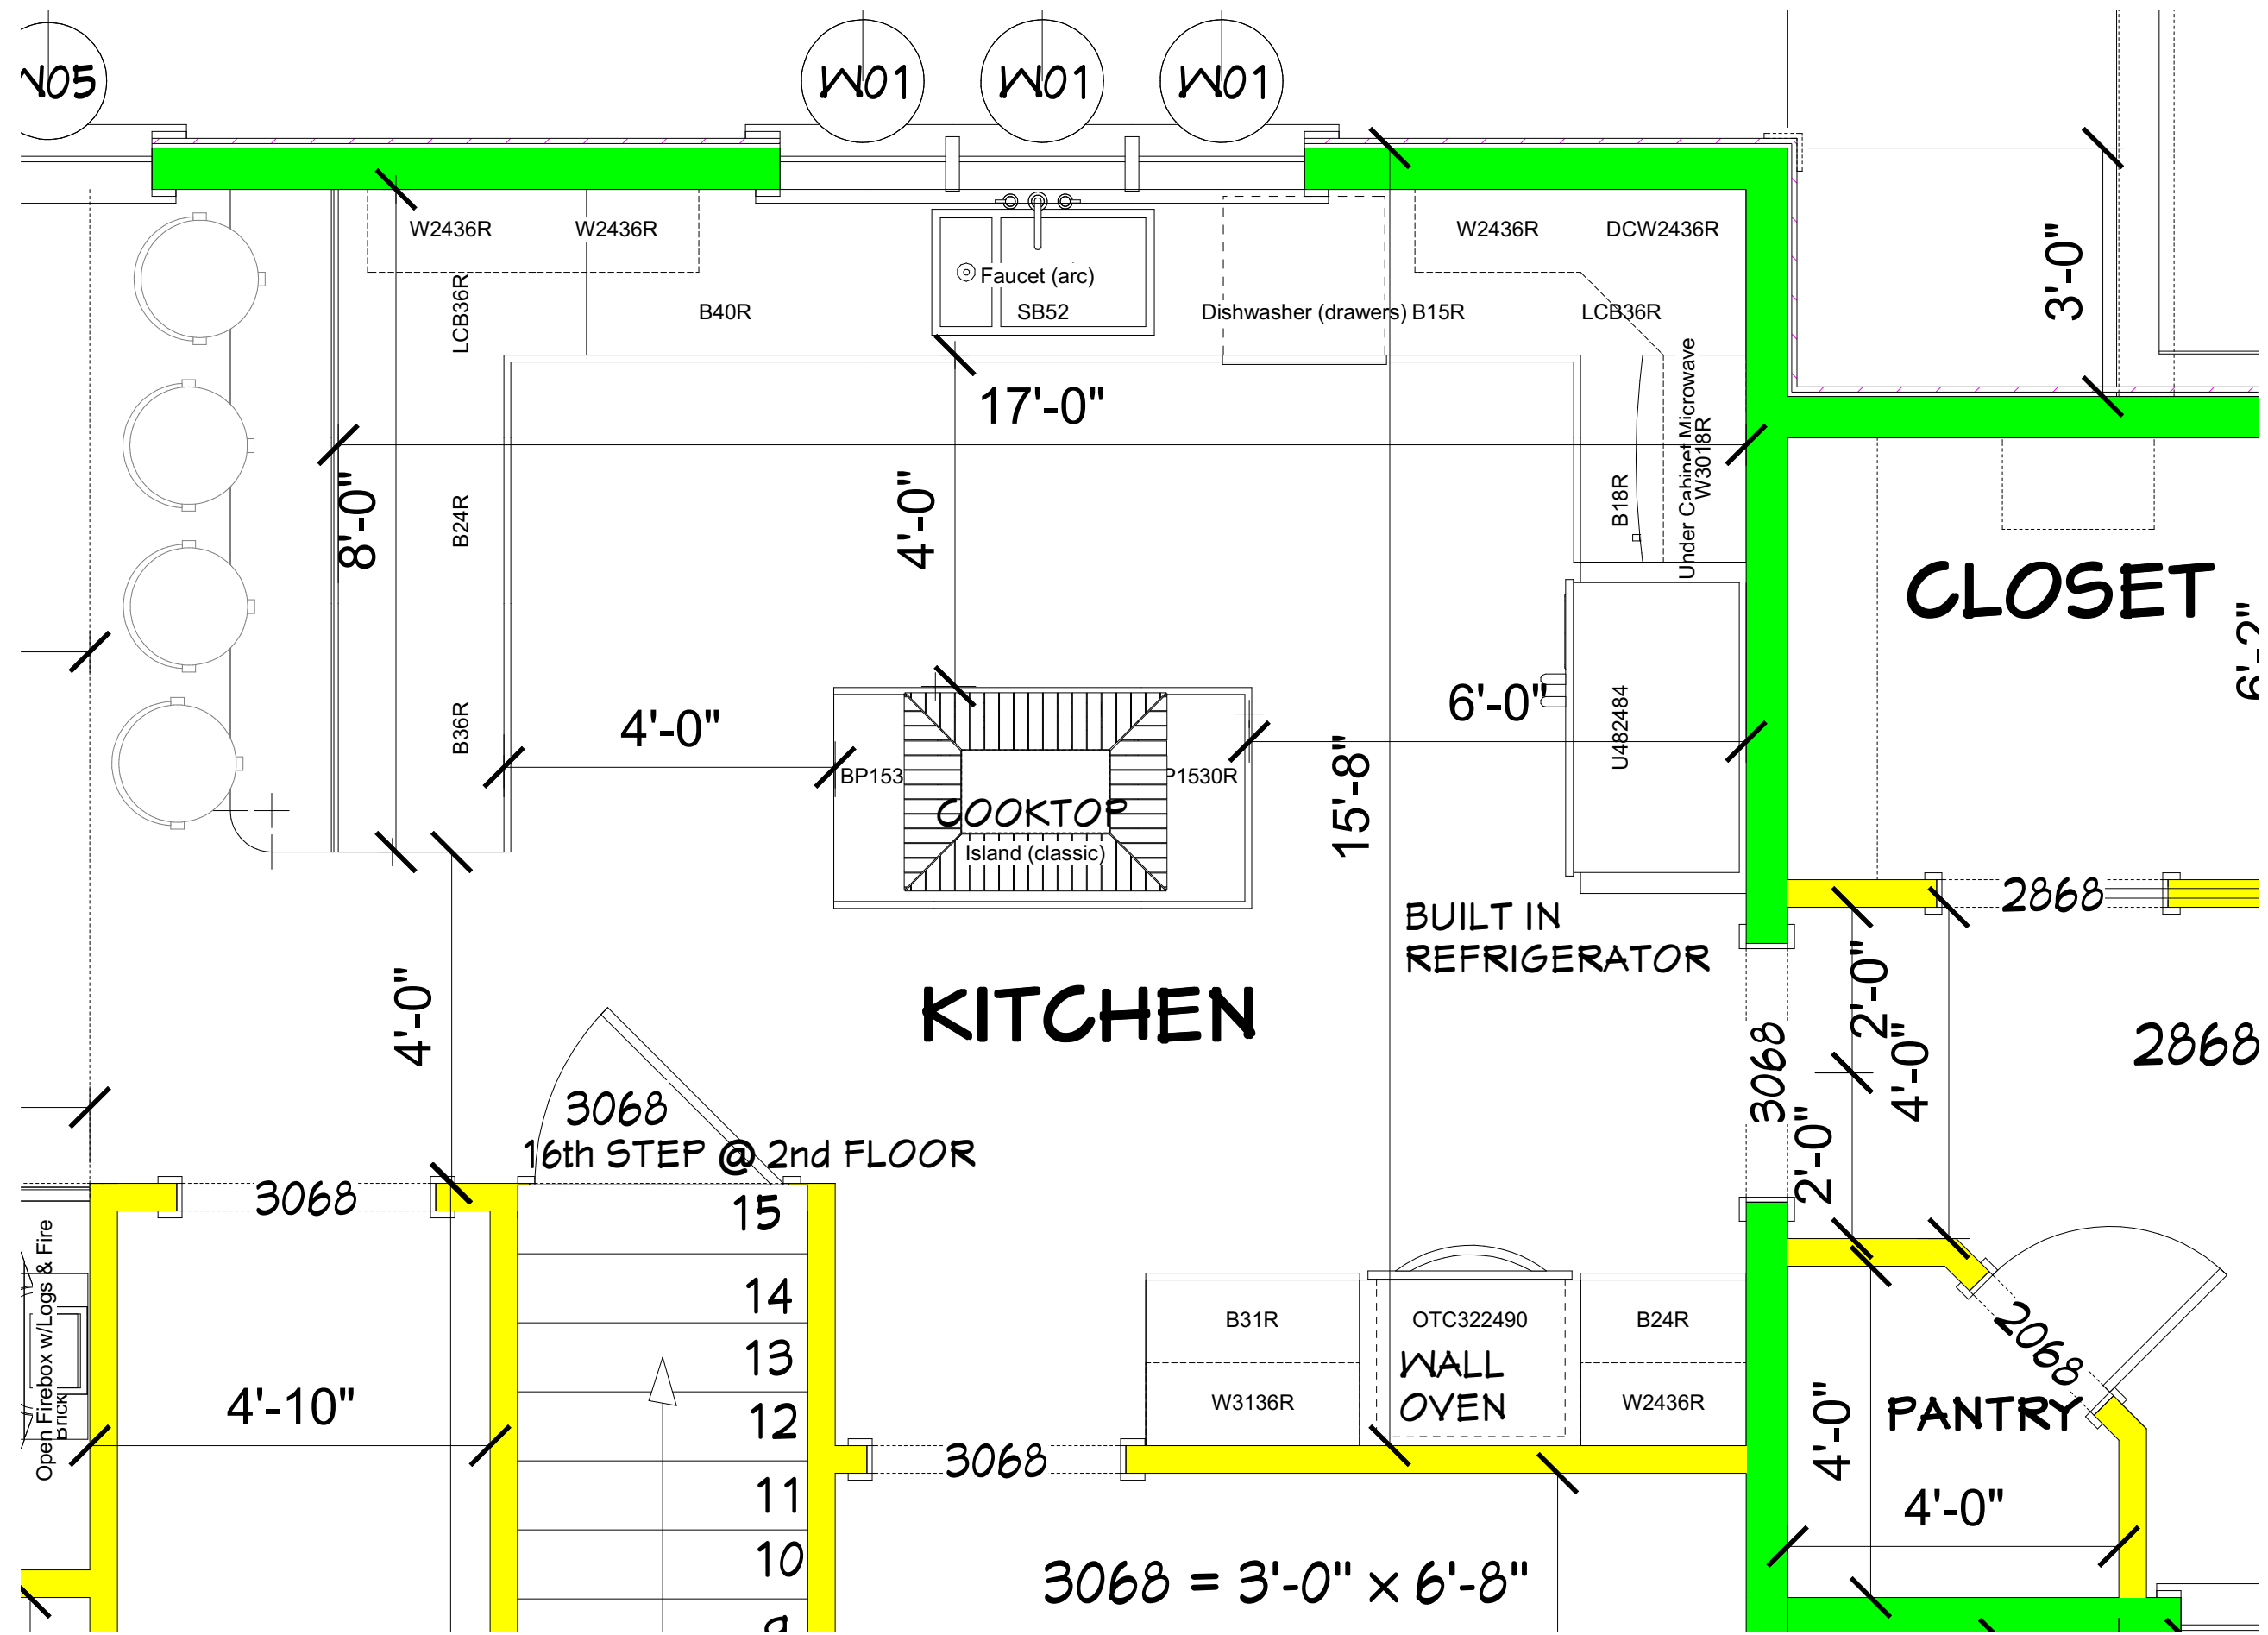 W01
W01
W01
W2436R
W2436R
W2436R
DCW2436R
3'-0"
Faucet (arc)
LCB36R
B40R
SB52
Dishwasher (drawers)
B15R
LCB36R
17'-0"
Under Cabinet Microwave
W3018R
8'-0"
B24R
4'-0"
B18R
CLOSET
6'-2"
4'-0"
B36R
6'-0"
U482484
BP153
P1530R
COOKTOP
15'-8"
Island (classic)
BUILT IN
REFRIGERATOR
2868
KITCHEN
4'-0"
2'-0"
4'-0"
2868
3068
3068
16th STEP @ 2nd FLOOR
2'-0"
3068
15
Open Firebox w/Logs & Fire
14
B31R
OTC322490
B24R
13
WALL
OVEN
2068
4'-10"
12
W3136R
W2436R
4'-0"
PANTRY
3068
11
4'-0"
10
3068 = 3'-0" x 6'-8"